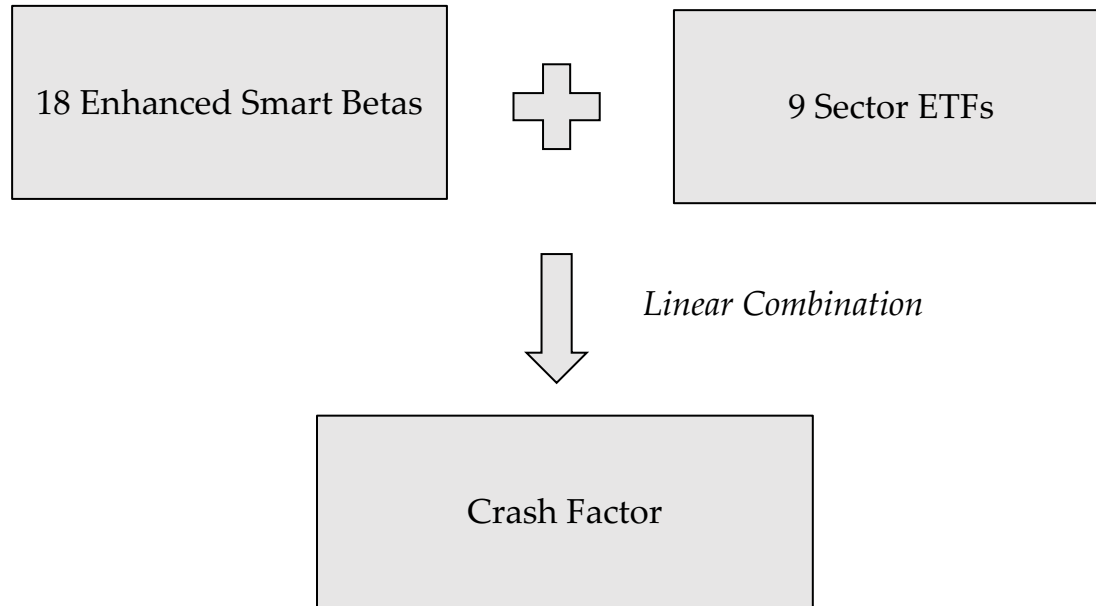 18 Enhanced Smart Betas
9 Sector ETFs
Linear Combination
Crash Factor